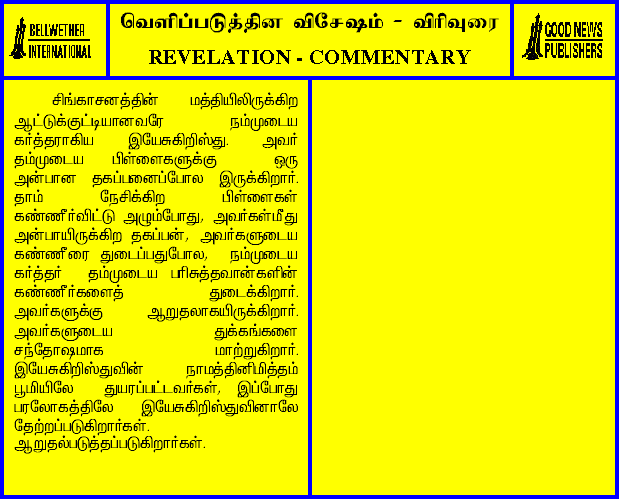 BELLWETHER
INTERNATIONAL
வெளிப்படுத்தின விசேஷம் - விரிவுரை
REVELATION - COMMENTARY
GOOD NEWS
PUBLISHERS
சிங்காசனத்தின் மத்தியிலிருக்கிற
ஆட்டுக்குட்டியானவரே நம்முடைய
கர்த்தராகிய இயேசுகிறிஸ்து. அவர்
தம்முடைய பிள்ளைகளுக்கு ஒரு
அன்பான தகப்பனைப்போல இருக்கிறார்.
தாம் நேசிக்கிற பிள்ளைகள்
கண்ணீர்விட்டு அழும்போது, அவர்கள்மீது
அன்பாயிருக்கிற தகப்பன், அவர்களுடைய
கண்ணீரை துடைப்பதுபோல, நம்முடைய
கர்த்தர் தம்முடைய பரிசுத்தவான்களின்
கண்ணீர்களைத் துடைக்கிறார்.
அவர்களுக்கு ஆறுதலாகயிருக்கிறார்.
அவர்களுடைய துக்கங்களை
சந்தோஷமாக மாற்றுகிறார்.
இயேசுகிறிஸ்துவின் நாமத்தினிமித்தம்
பூமியிலே துயரப்பட்டவர்கள், இப்போது
பரலோகத்திலே இயேசுகிறிஸ்துவினாலே
தேற்றப்படுகிறார்கள்.
ஆறுதல்படுத்தப்படுகிறார்கள்.